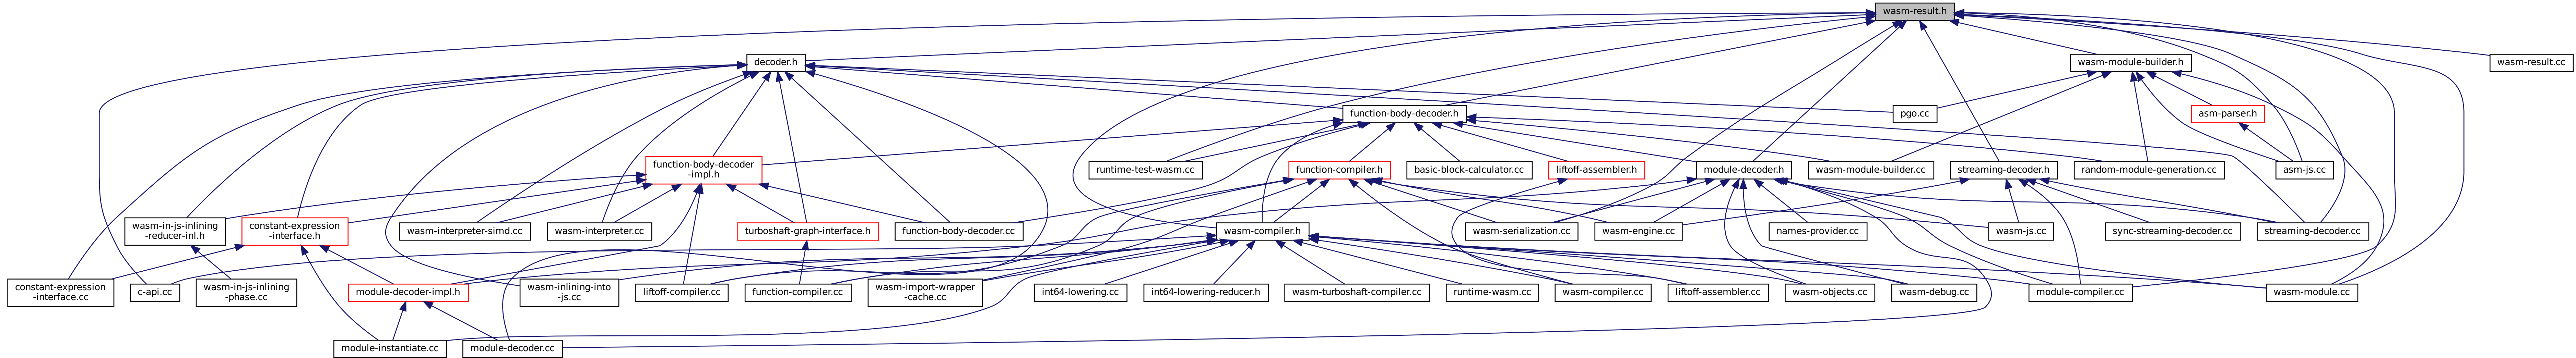 wasm-result.h
decoder.h
wasm-module-builder.h
wasm-result.cc
function-body-decoder.h
pgo.cc
asm-parser.h
function-body-decoder
-impl.h
runtime-test-wasm.cc
function-compiler.h
basic-block-calculator.cc
liftoff-assembler.h
module-decoder.h
wasm-module-builder.cc
streaming-decoder.h
random-module-generation.cc
asm-js.cc
wasm-in-js-inlining
-reducer-inl.h
constant-expression
-interface.h
wasm-interpreter-simd.cc
wasm-interpreter.cc
turboshaft-graph-interface.h
function-body-decoder.cc
wasm-compiler.h
wasm-serialization.cc
wasm-engine.cc
names-provider.cc
wasm-js.cc
sync-streaming-decoder.cc
streaming-decoder.cc
constant-expression
-interface.cc
c-api.cc
wasm-in-js-inlining
-phase.cc
module-decoder-impl.h
wasm-inlining-into
-js.cc
liftoff-compiler.cc
function-compiler.cc
wasm-import-wrapper
-cache.cc
int64-lowering.cc
int64-lowering-reducer.h
wasm-turboshaft-compiler.cc
runtime-wasm.cc
wasm-compiler.cc
liftoff-assembler.cc
wasm-objects.cc
wasm-debug.cc
module-compiler.cc
wasm-module.cc
module-instantiate.cc
module-decoder.cc